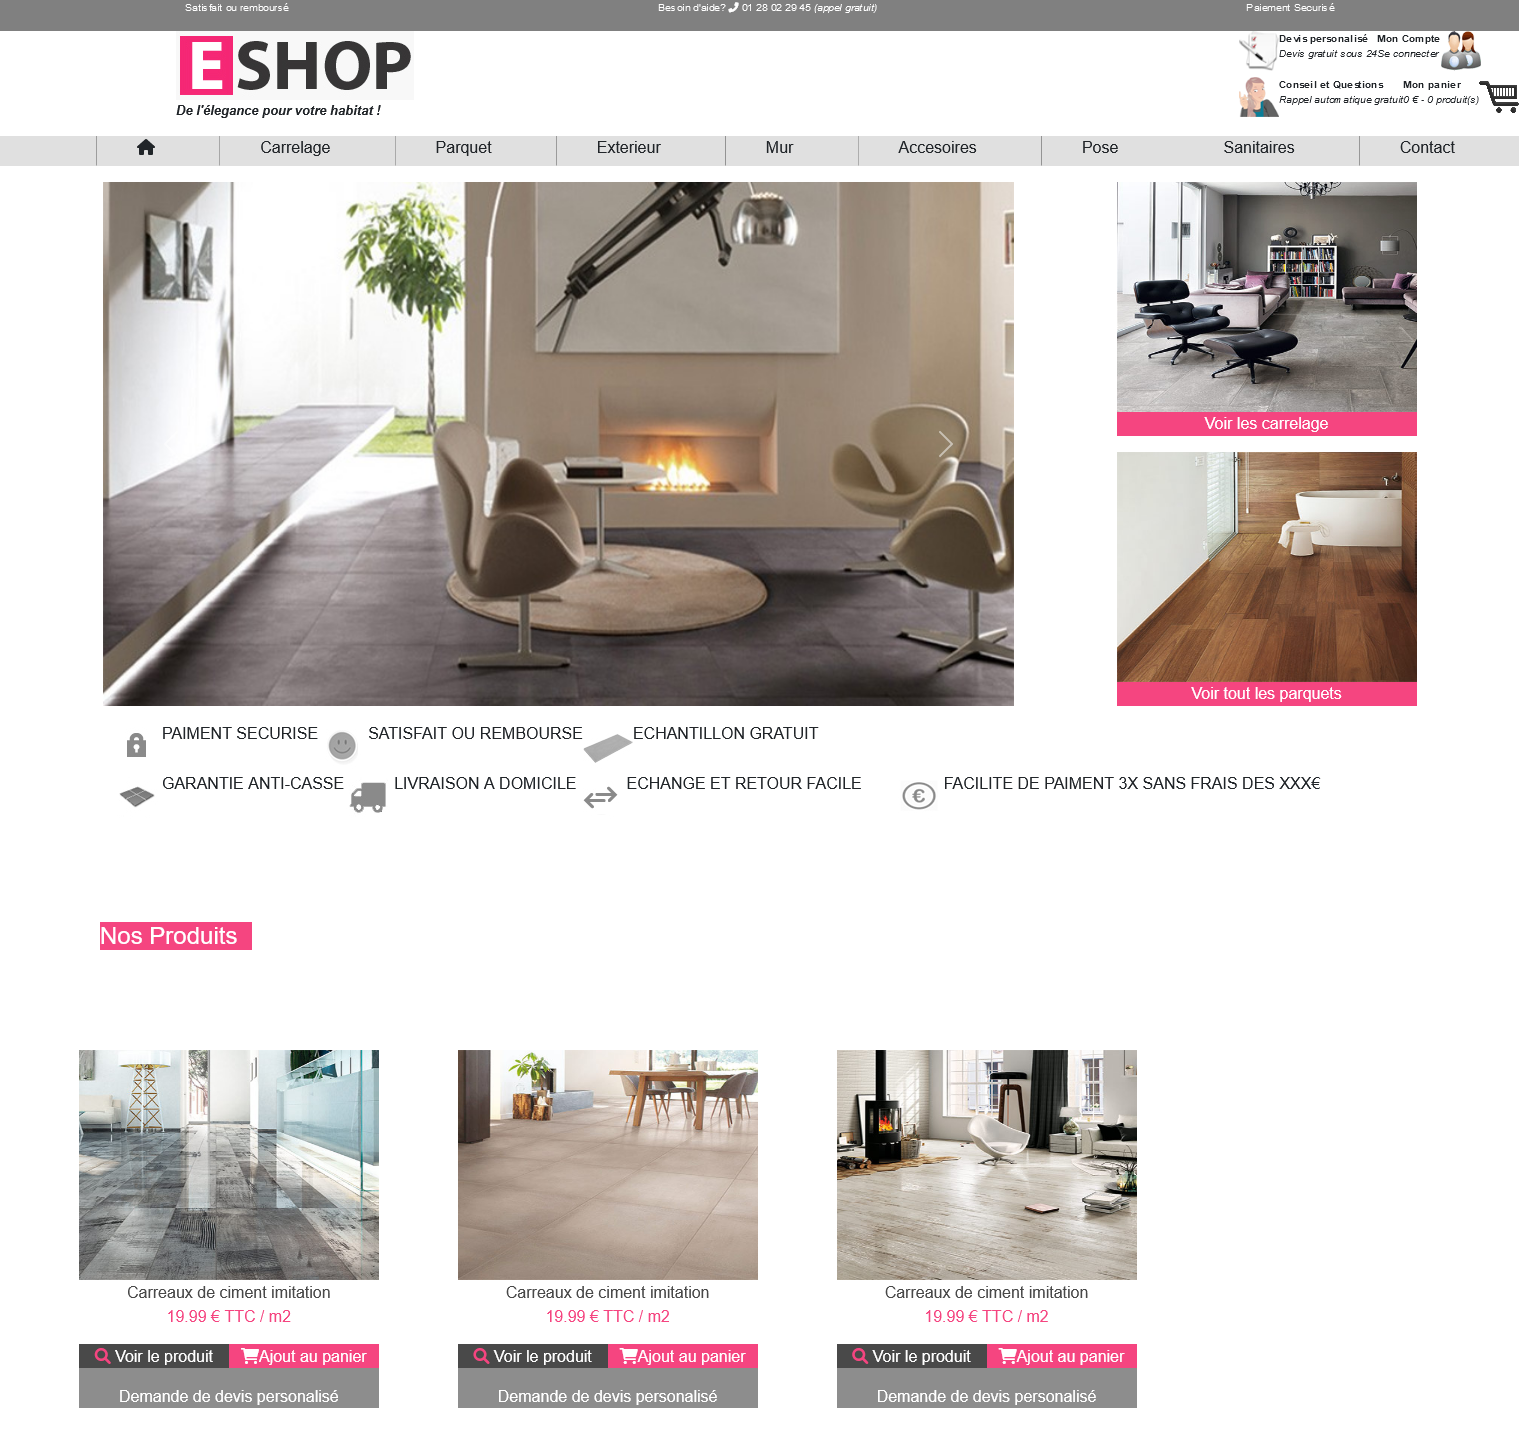 Satisfait ou remboursé Besoin d'aide? 01 28 02 29 45 (appel gratuit) Paiement Securisé
ESHOP
De l'élegance pour votre habitat !
Devis personalisé Mon Compte
Devis gratuit sous 24Se connecter
Conseil et Questions Mon panier
Rappel automatique gratuit0 € - 0 produit(s)
Carrelage Parquet Exterieur Mur Accesoires Pose Sanitaires Contact
Voir les carrelage
Voir tout les parquets
PAIMENT SECURISE SATISFAIT OU REMBOURSE ECHANTILLON GRATUIT
GARANTIE ANTI-CASSE LIVRAISON A DOMICILE ECHANGE ET RETOUR FACILE FACILITE DE PAIMENT 3X SANS FRAIS DES XXX€
Nos Produits
Carreaux de ciment imitation Carreaux de ciment imitation Carreaux de ciment imitation
19.99 € TTC / m2 19.99 € TTC / m2 19.99 € TTC / m2
Voir le produit Ajout au panier Voir le produit Ajout au panier Voir le produit Ajout au panier
Demande de devis personalisé Demande de devis personalisé Demande de devis personalisé